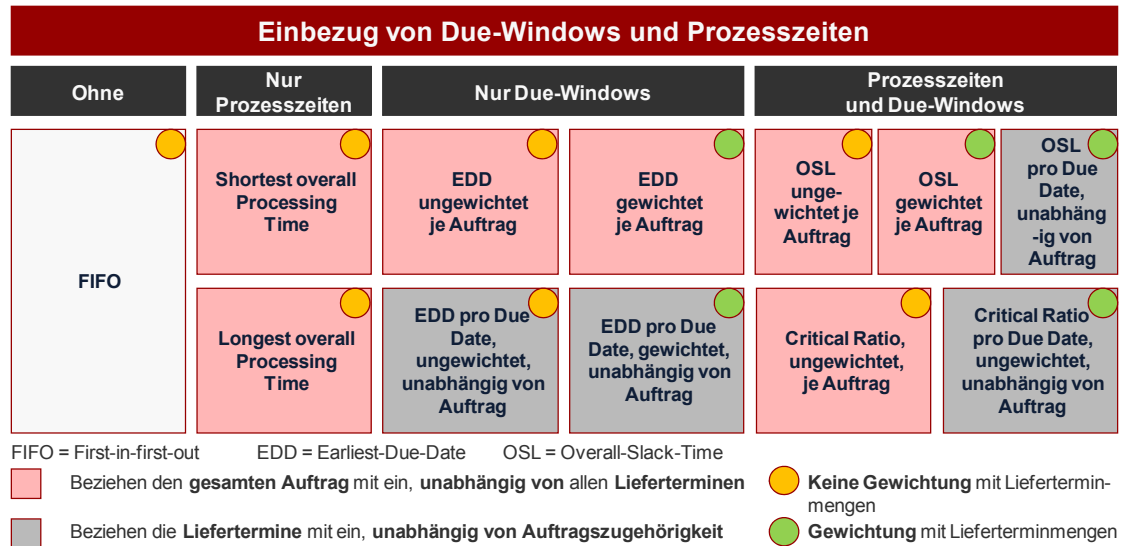 Einbezug von Due-Windows und Prozesszeiten
Ohne
Nur
Prozesszeiten
Nur Due-Windows
Prozesszeiten
und Due-Windows
FIFO
Shortest overall
Processing
Time
EDD
ungewichtet
je Auftrag
EDD
gewichtet
je Auftrag
OSL
unge-
wichtet je
Auftrag
OSL
gewichtet
je Auftrag
OSL
pro Due
Date,
unabhäng
-ig von
Auftrag
Longest overall
Processing
Time
EDD pro Due
Date,
ungewichtet,
unabhängig von
Auftrag
EDD pro Due
Date, gewichtet,
unabhängig von
Auftrag
Critical Ratio,
ungewichtet,
je Auftrag
Critical Ratio
pro Due Date,
ungewichtet,
unabhängig von
Auftrag
FIFO = First-in-first-out EDD = Earliest-Due-Date OSL = Overall-Slack-Time
Beziehen den gesamten Auftrag mit ein, unabhängig von allen Lieferterminen
Keine Gewichtung mit Liefertermin-
mengen
Beziehen die Liefertermine mit ein, unabhängig von Auftragszugehörigkeit
Gewichtung mit Lieferterminmengen